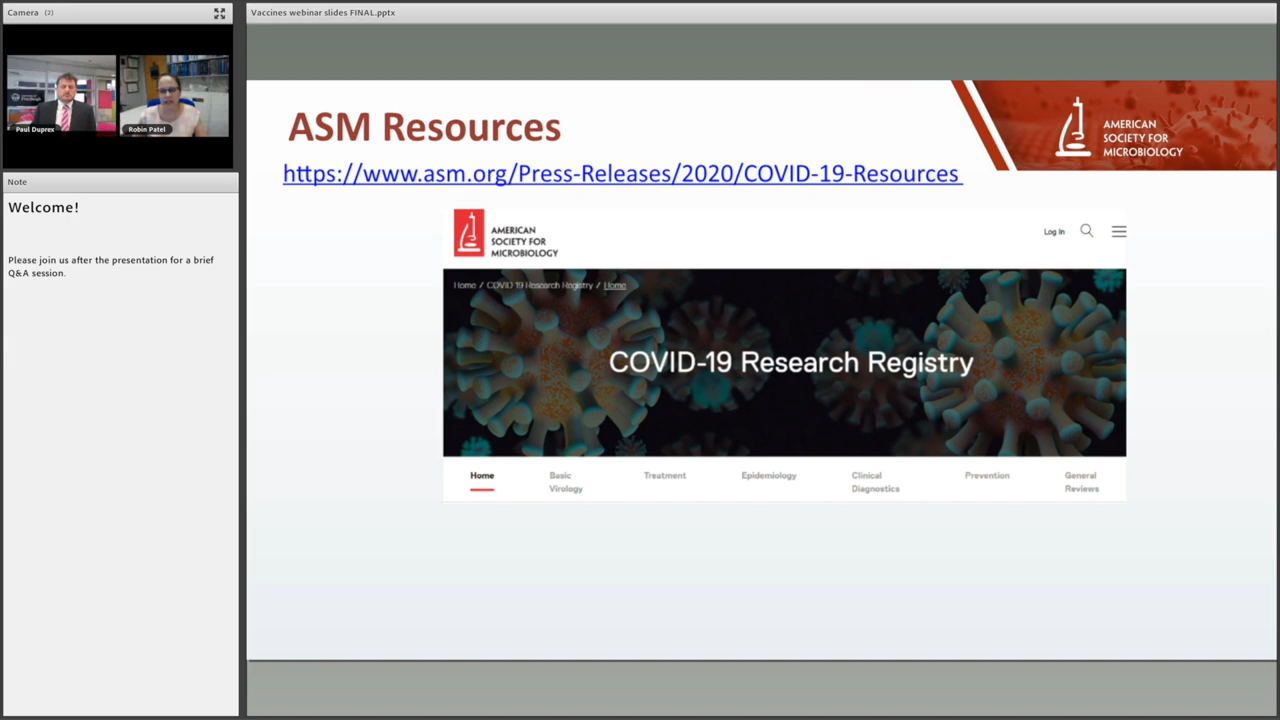 Camera (2)
Paul Duprex
Robin Patel
Note
Welcome!
Please join us after the presentation for a brief
Q&A session.
Vaccines webinar slides FINAL.pptx
ASM Resources
AMERICAN
SOCIETY FOR
MICROBIOLOGY
https://www.asm.org/Press-Releases/2020/COVID-19-Resources
AMERICAN
SOCIETY FOR
MICROBIOLOGY
Log In
Home / COVID 19 Research Registry / Home
COVID-19 Research Registry
Home
Basic
Virology
Treatment
Epidemiology
Clinical
Diagnostics
Prevention
General
Reviews